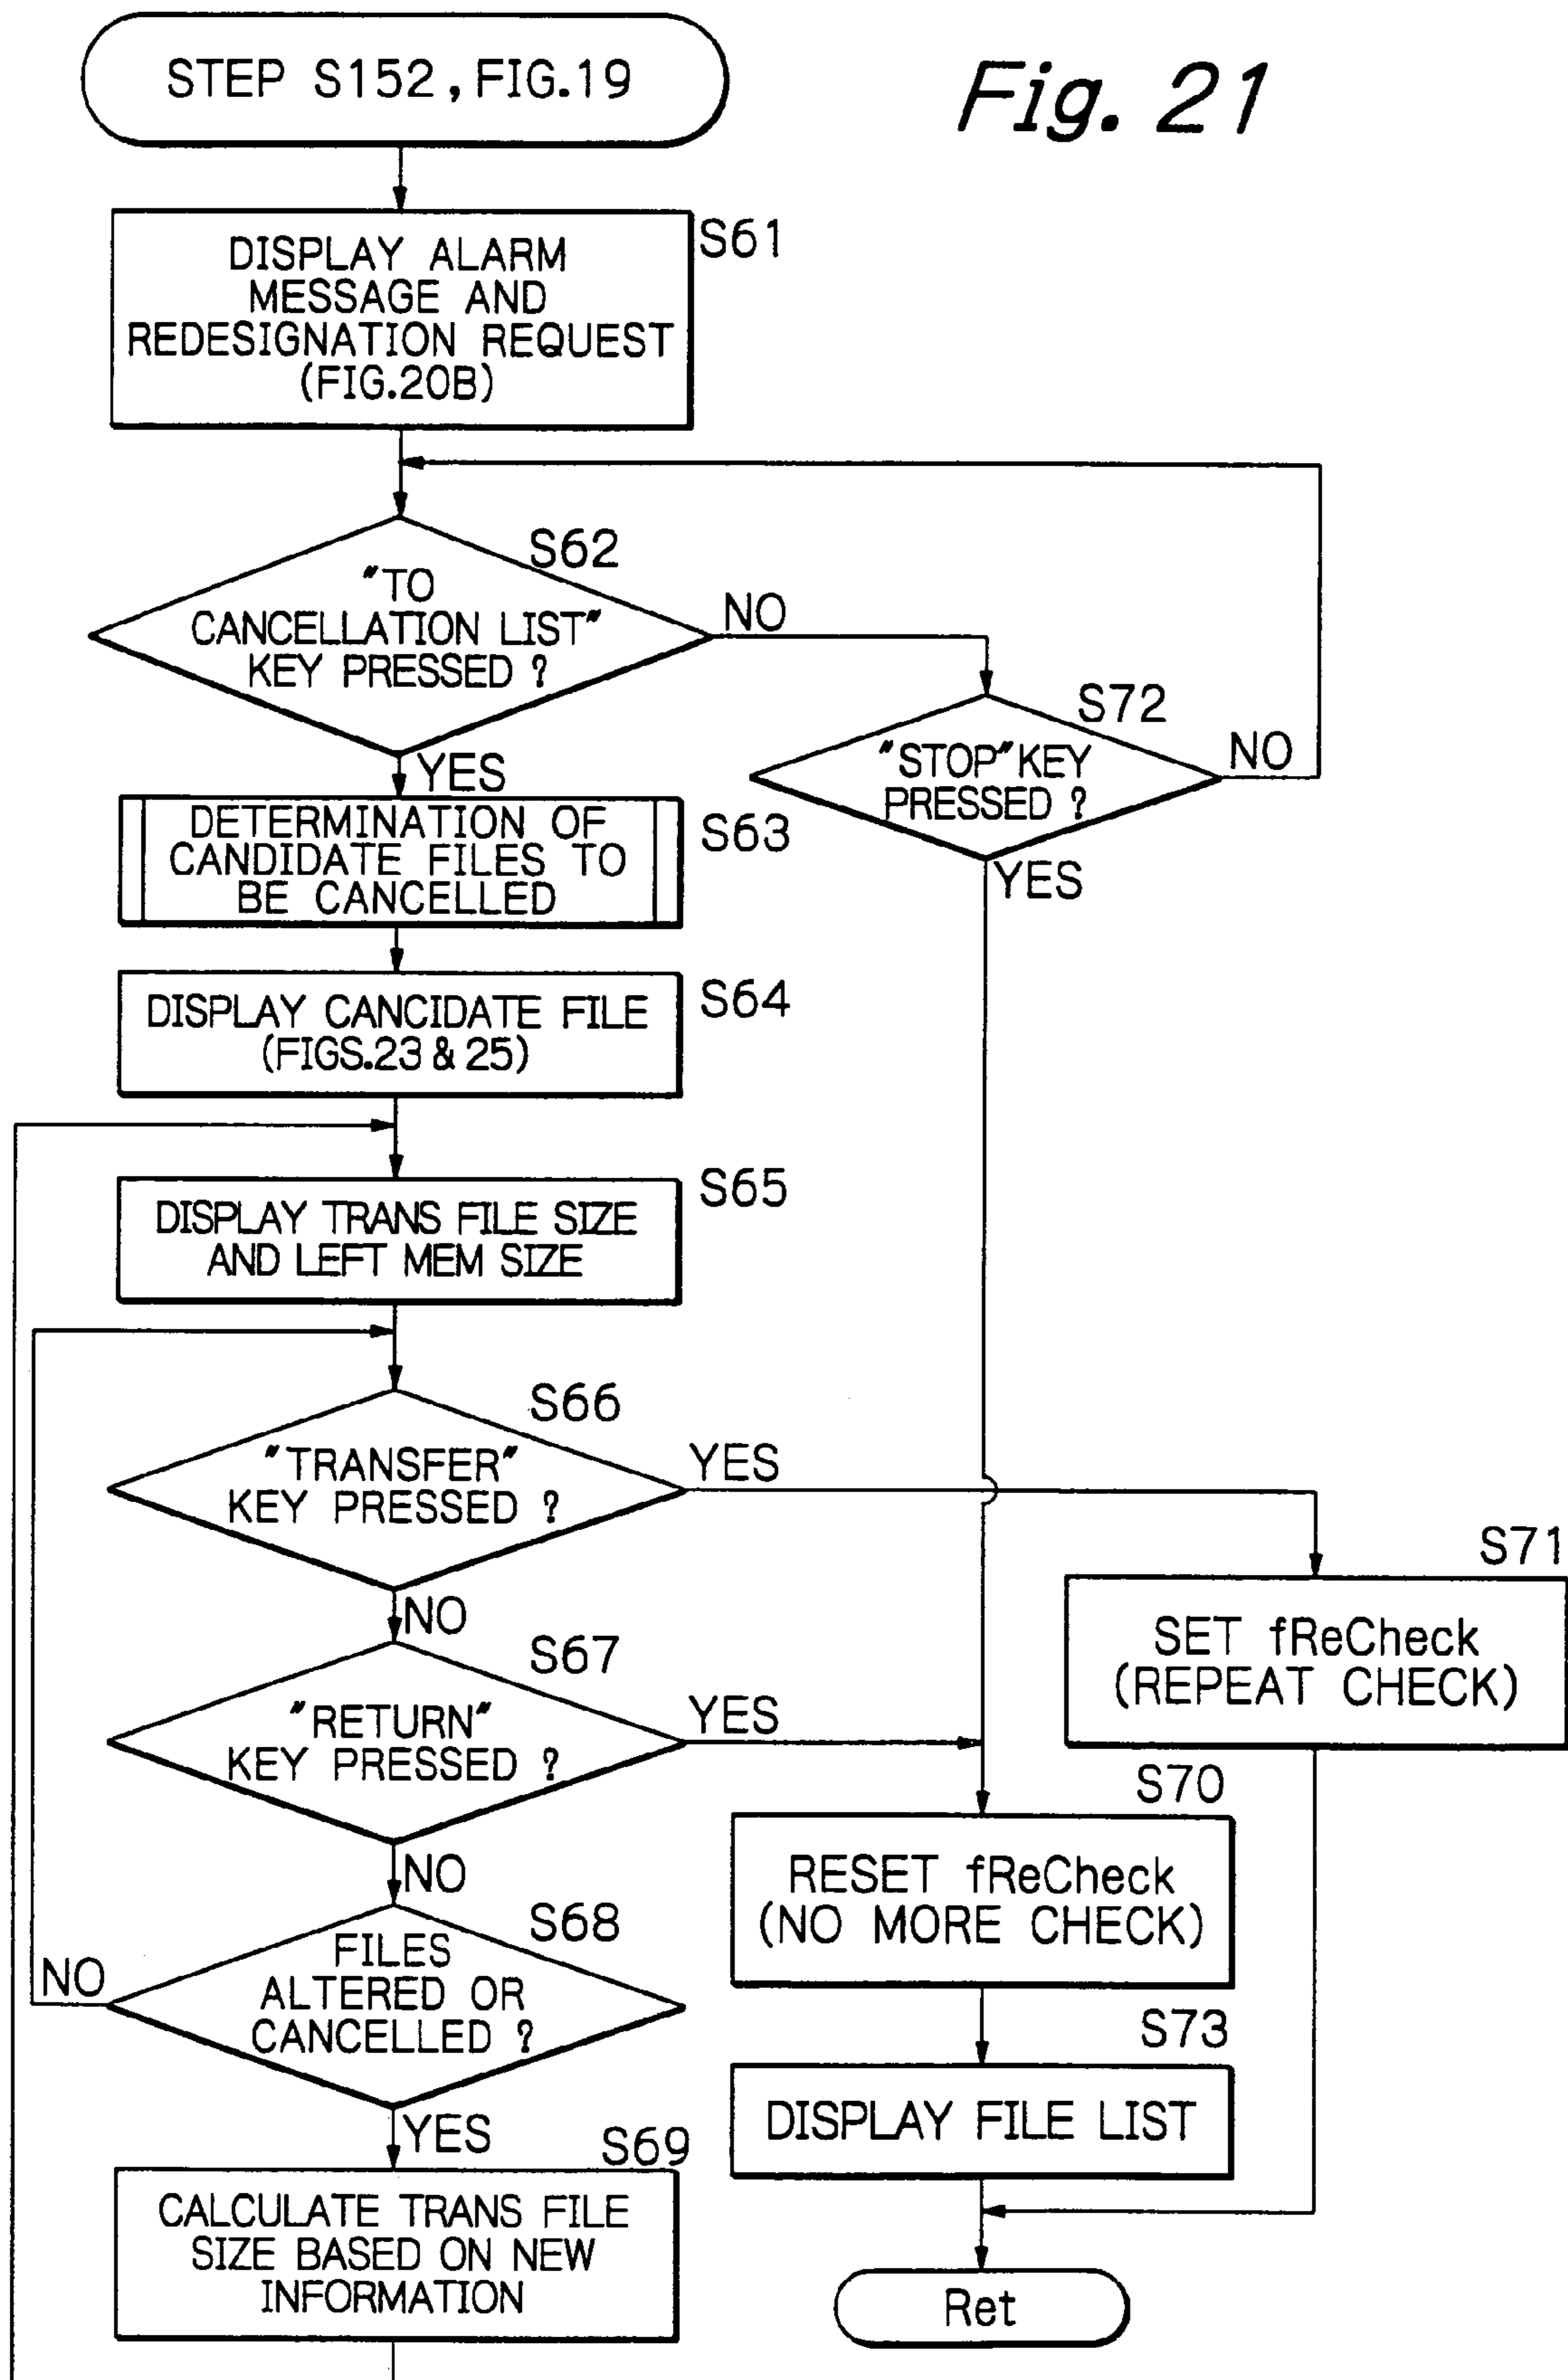 STEP S152, FIG.19
Fig. 21
DISPLAY ALARM
MESSAGE AND
REDESIGNATION REQUEST
(FIG.20B)
S61
S62
"TO
CANCELLATION LIST"
KEY PRESSED ?
NO
YES
S72
"STOP" KEY
PRESSED ?
NO
YES
DETERMINATION OF
CANDIDATE FILES TO
BE CANCELLED
S63
DISPLAY CANCIDATE FILE
(FIGS.23 & 25)
S64
DISPLAY TRANS FILE SIZE
AND LEFT MEM SIZE
S65
S66
"TRANSFER"
KEY PRESSED ?
YES
NO
S71
SET fReCheck
(REPEAT CHECK)
S67
"RETURN"
KEY PRESSED ?
YES
NO
S70
RESET fReCheck
(NO MORE CHECK)
S68
FILES
ALTERED OR
CANCELLED ?
NO
YES
S73
DISPLAY FILE LIST
S69
CALCULATE TRANS FILE
SIZE BASED ON NEW
INFORMATION
Ret